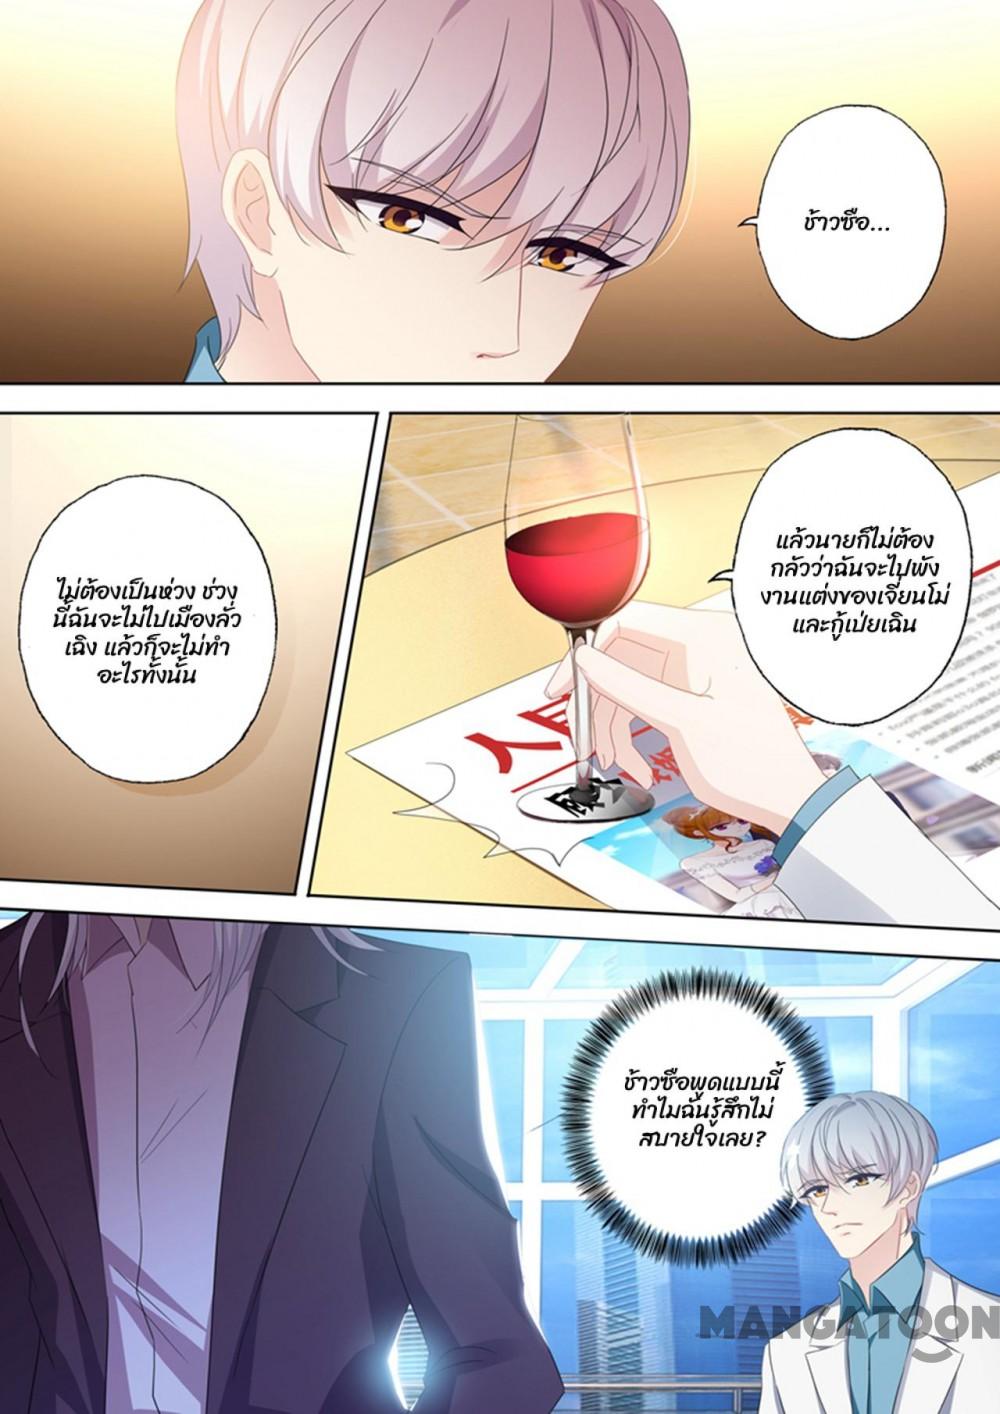 ช้าวซือ...
ไม่ต้องเป็นห่วง ช่วง
นี้ฉันจะไม่ไปเมืองลั่ว
เฉิง แล้วก็จะไม่ทำ
อะไรทั้งนั้น
แล้วนายก็ไม่ต้อง
กลัวว่าฉันจะไปพัง
งานแต่งของเจี่ยนโม่
และกู้เป่ยเฉิน
ช้าวซือพูดแบบนี้
ทำไมฉันรู้สึกไม่
สบายใจเลย?
MANGATOON